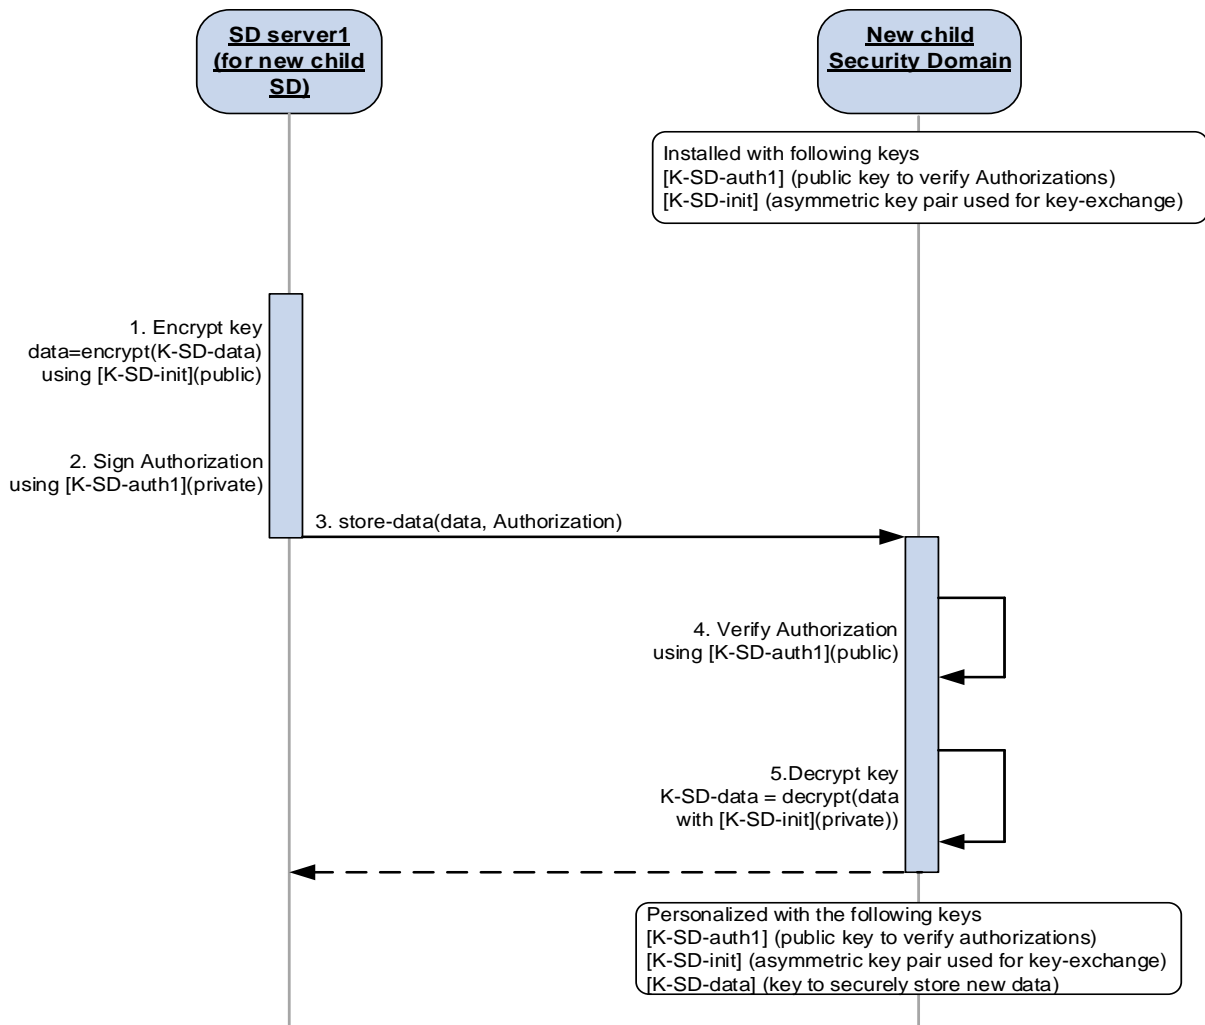 SD server1
(for new child
SD)
New child
Security Domain
Installed with following keys
[K-SD-auth1] (public key to verify Authorizations)
[K-SD-init] (asymmetric key pair used for key-exchange)
1. Encrypt key
data=encrypt(K-SD-data)
using [K-SD-init](public)
2. Sign Authorization
using [K-SD-auth1](private)
3. store-data(data, Authorization)
4. Verify Authorization
using [K-SD-auth1](public)
5.Decrypt key
K-SD-data = decrypt(data
with [K-SD-init](private))
Personalized with the following keys
[K-SD-auth1] (public key to verify authorizations)
[K-SD-init] (asymmetric key pair used for key-exchange)
[K-SD-data] (key to securely store new data)